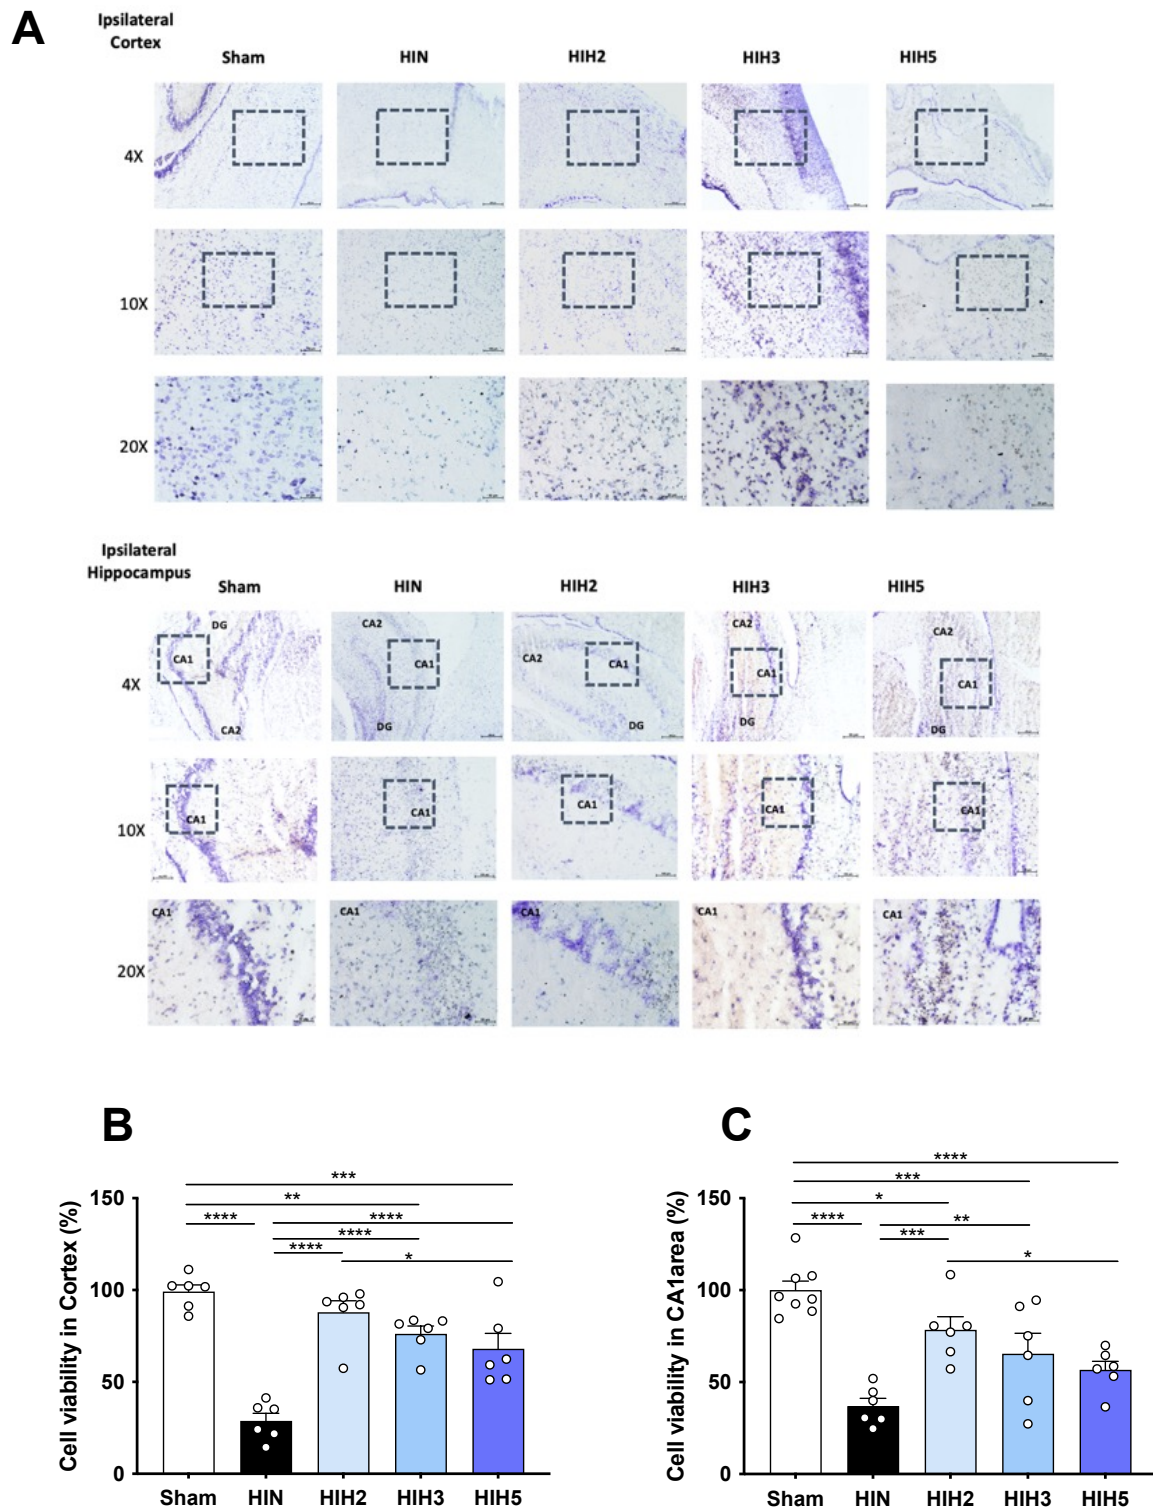 A
Ipsilateral
Cortex
Sham HIN HIH2 HIH3 HIH5
4X
10X
20X
Ipsilateral
Hippocampus
Sham HIN HIH2 HIH3 HIH5
4X
DG
CA1
CA2
CA2
CA1
DG
CA2
CA1
DG
CA2
CA1
DG
CA2
CA1
DG
10X
CA1
CA1
CA1
CA1
CA1
20X
CA1
CA1
CA1
CA1
CA1
B
Cell viability in Cortex (%)
150
100
50
0
***
**
**** ****
****
****
*
Sham HIN HIH2 HIH3 HIH5
C
Cell viability in CA1area (%)
150
100
50
0
****
***
*
**** **
***
*
Sham HIN HIH2 HIH3 HIH5